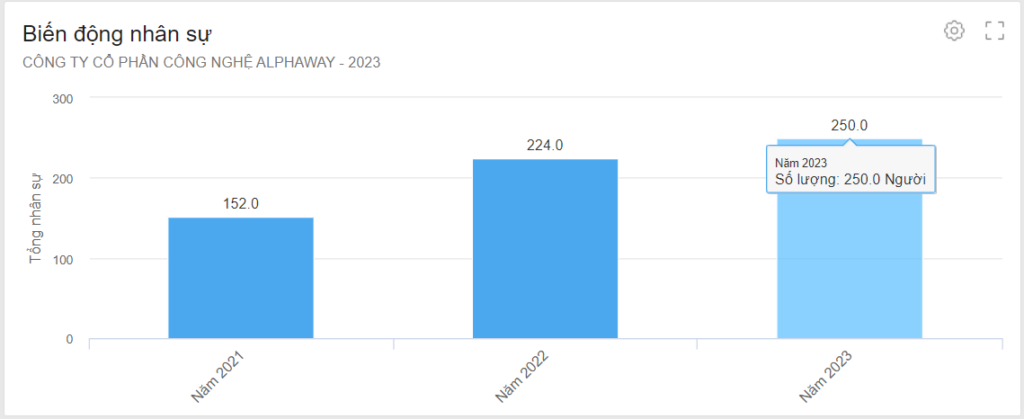 Biến động nhân sự
CÔNG TY CỔ PHẦN CÔNG NGHỆ ALPHAWAY - 2023
Tổng nhân sự
300
200
100
0
152.0
224.0
250.0
Năm 2023
Số lượng: 250.0 Người
Năm 2021
Năm 2022
Năm 2023